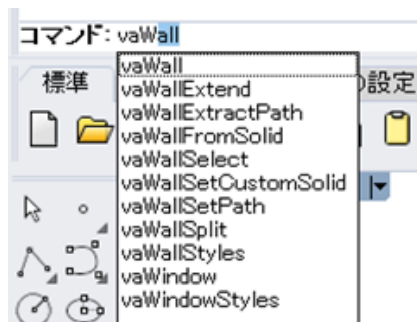 コマンド: vaWall
vaWall
標準
vaWallExtend
の設定
vaWallExtractPath
vaWallFromSolid
vaWallSelect
vaWallSetCustomSolid
vaWallSetPath
vaWallSplit
vaWallStyles
vaWindow
vaWindowStyles